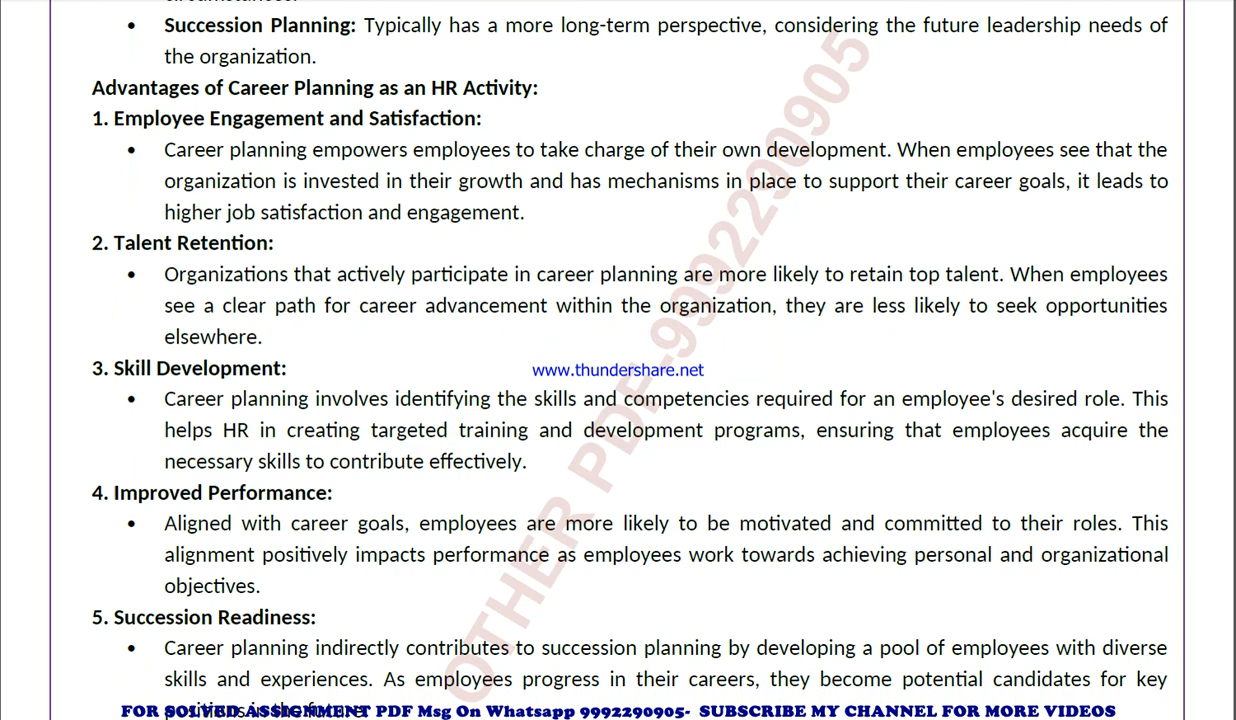 • Succession Planning: Typically has a more long-term perspective, considering the future leadership needs of
the organization.
Advantages of Career Planning as an HR Activity:
1. Employee Engagement and Satisfaction:
• Career planning empowers employees to take charge of their own development. When employees see that the
organization is invested in their growth and has mechanisms in place to support their career goals, it leads to
higher job satisfaction and engagement.
2. Talent Retention:
• Organizations that actively participate in career planning are more likely to retain top talent. When employees
see a clear path for career advancement within the organization, they are less likely to seek opportunities
elsewhere.
3. Skill Development:
www.thundershare.net
• Career planning involves identifying the skills and competencies required for an employee's desired role. This
helps HR in creating targeted training and development programs, ensuring that employees acquire the
necessary skills to contribute effectively.
4. Improved Performance:
• Aligned with career goals, employees are more likely to be motivated and committed to their roles. This
alignment positively impacts performance as employees work towards achieving personal and organizational
objectives.
5. Succession Readiness:
• Career planning indirectly contributes to succession planning by developing a pool of employees with diverse
skills and experiences. As employees progress in their careers, they become potential candidates for key
FOR SOLVED ASSIGNMENT PDF Msg On Whatsapp 9992290905- SUBSCRIBE MY CHANNEL FOR MORE VIDEOS
OTHER PDF-9992290905